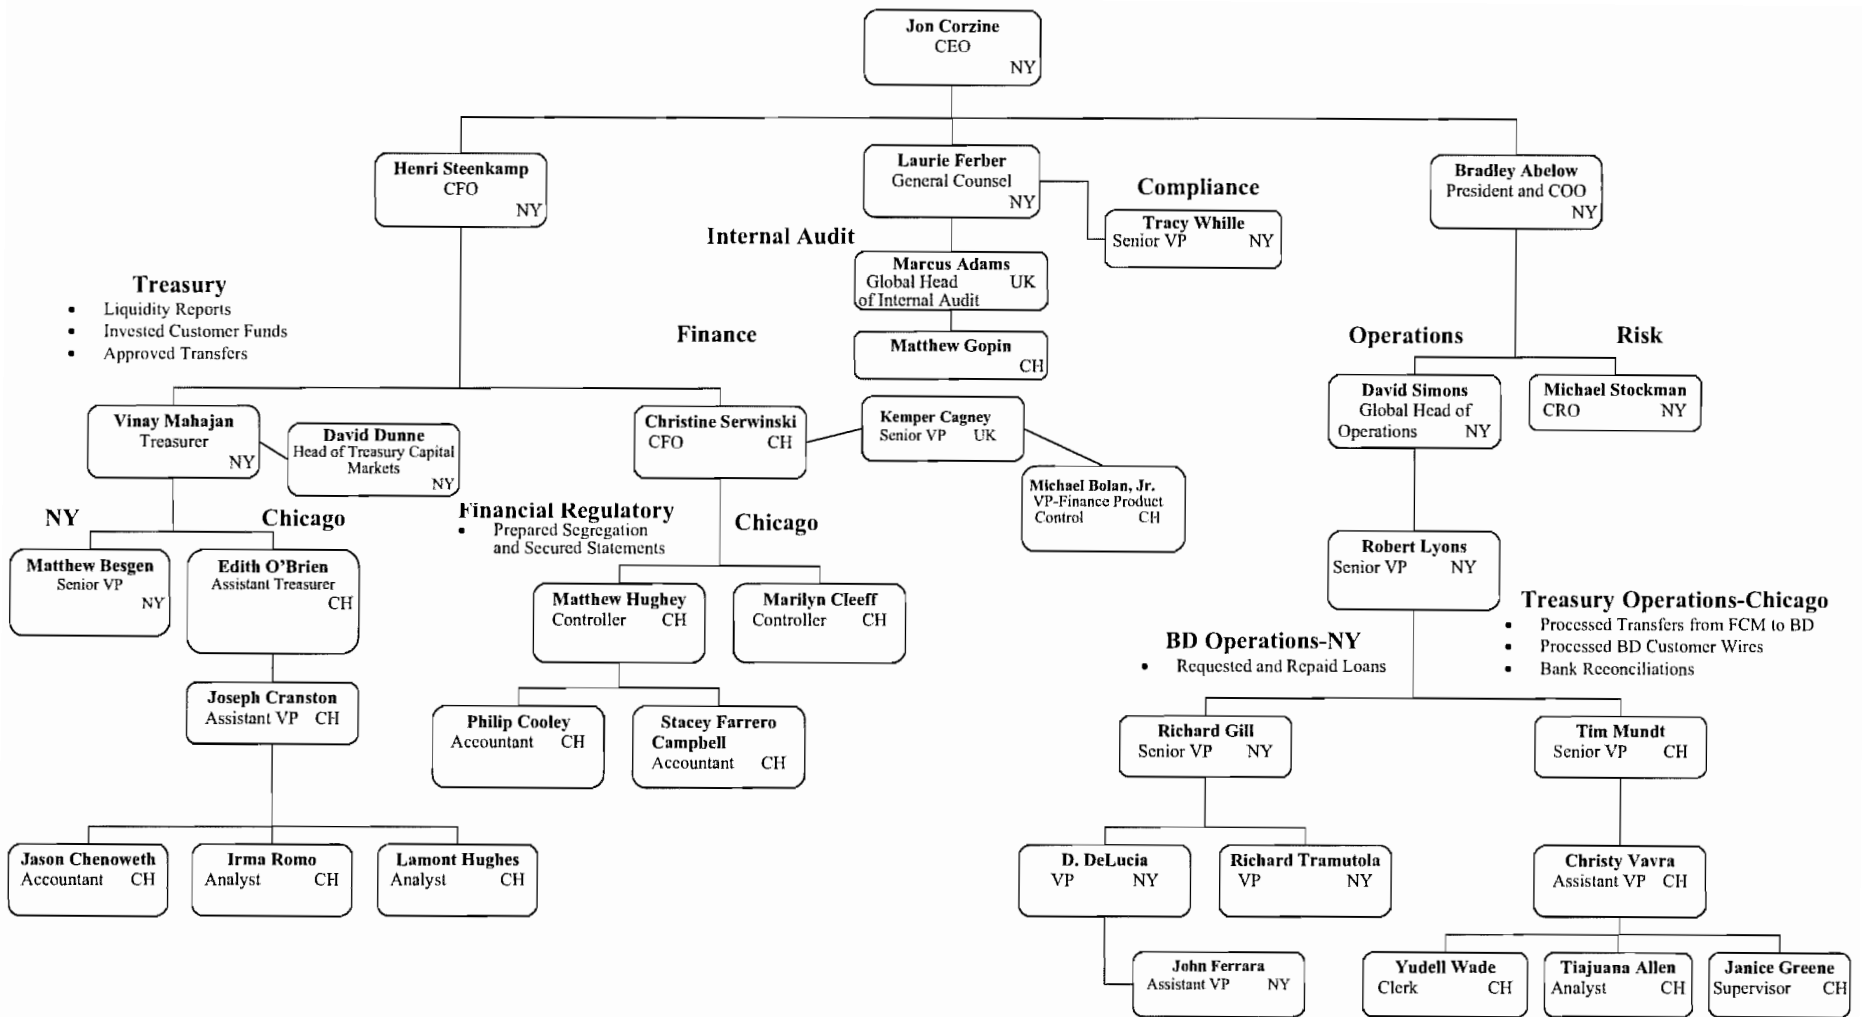 Jon Corzine
CEO
NY
Henri Steenkamp
CFO
NY
Laurie Ferber
General Counsel
NY
Compliance
Tracy Whille
Senior VP NY
Bradley Abelow
President and COO
NY
Internal Audit
Marcus Adams
Global Head UK
of Internal Audit
Matthew Gopin
CH
Treasury
• Liquidity Reports
• Invested Customer Funds
• Approved Transfers
Finance
Operations
Risk
David Simons
Global Head of
Operations NY
Michael Stockman
CRO NY
Vinay Mahajan
Treasurer
NY
David Dunne
Head of Treasury Capital
Markets
NY
Christine Serwinski
CFO CH
Kemper Cagney
Senior VP UK
Michael Bolan, Jr.
VP-Finance Product
Control CH
NY
Chicago
Financial Regulatory
• Prepared Segregation
and Secured Statements
Chicago
Matthew Besgen
Senior VP
NY
Edith O'Brien
Assistant Treasurer
CH
Matthew Hughey
Controller CH
Marilyn Cleeff
Controller CH
Robert Lyons
Senior VP NY
BD Operations-NY
• Requested and Repaid Loans
Treasury Operations-Chicago
• Processed Transfers from FCM to BD
• Processed BD Customer Wires
• Bank Reconciliations
Joseph Cranston
Assistant VP CH
Philip Cooley
Accountant CH
Stacey Farrero
Campbell
Accountant CH
Richard Gill
Senior VP NY
Tim Mundt
Senior VP CH
Jason Chenoweth
Accountant CH
Irma Romo
Analyst CH
Lamont Hughes
Analyst CH
D. DeLucia
VP NY
Richard Tramutola
VP NY
Christy Vavra
Assistant VP CH
John Ferrara
Assistant VP NY
Yudell Wade
Clerk CH
Tiajuana Allen
Analyst CH
Janice Greene
Supervisor CH